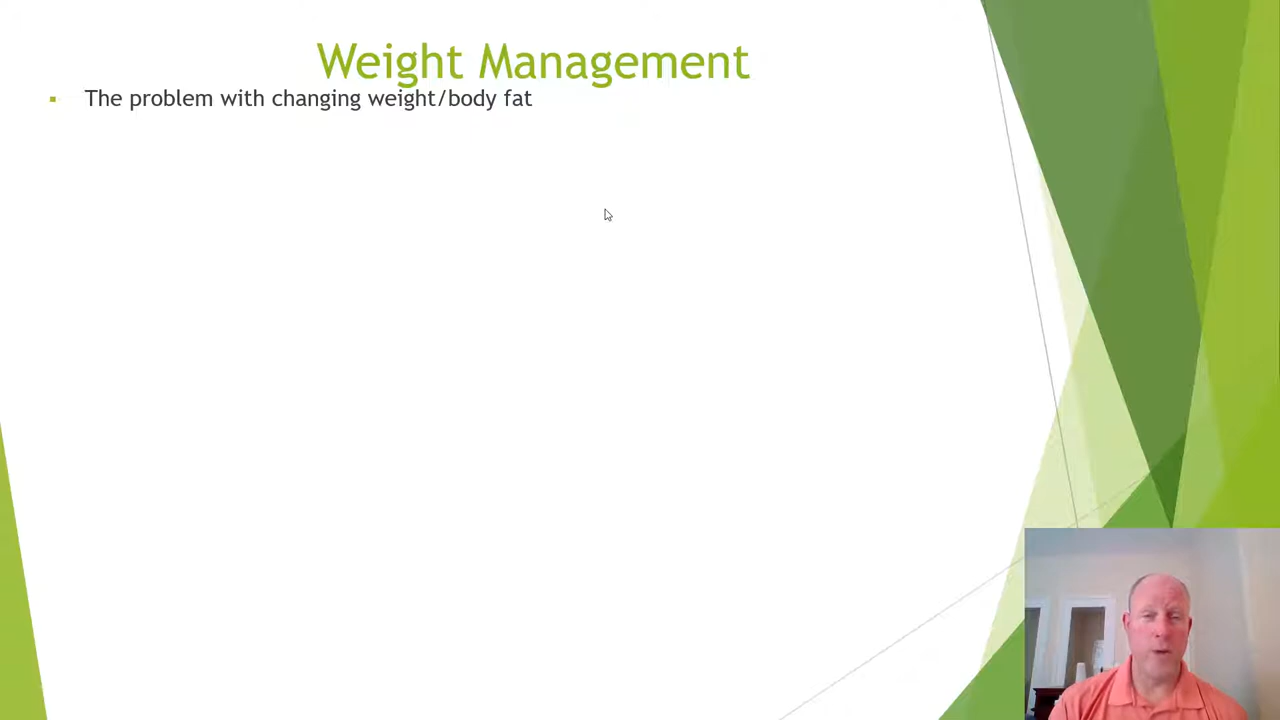 Weight Management
▪ The problem with changing weight/body fat